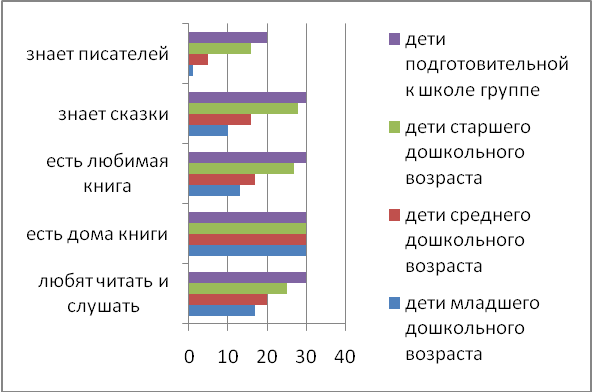 знает писателей
знает сказки
есть любимая
книга
есть дома книги
любят читать и
слушать
0 10 20 30 40
дети
подготовительной
к школе группе
дети старшего
дошкольного
возраста
дети среднего
дошкольного
возраста
дети младшего
дошкольного
возраста